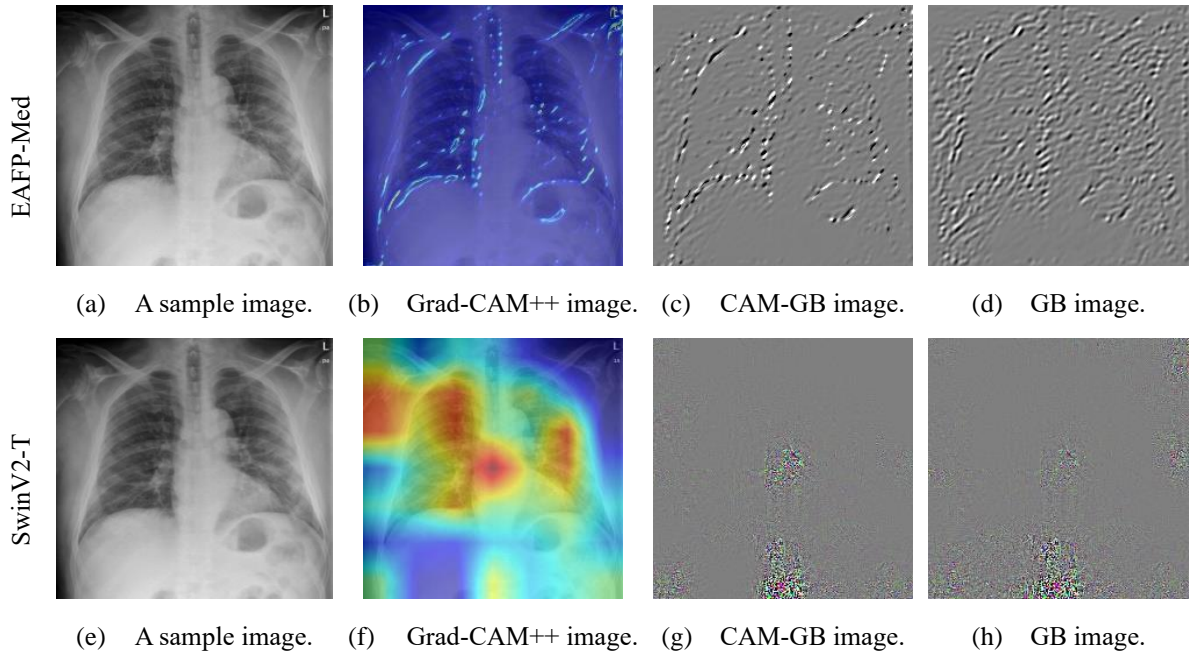 EAFP-Med
L
(a) A sample image. (b) Grad-CAM++ image. (c) CAM-GB image. (d) GB image.
SwinV2-T
L
(e) A sample image. (f) Grad-CAM++ image. (g) CAM-GB image. (h) GB image.